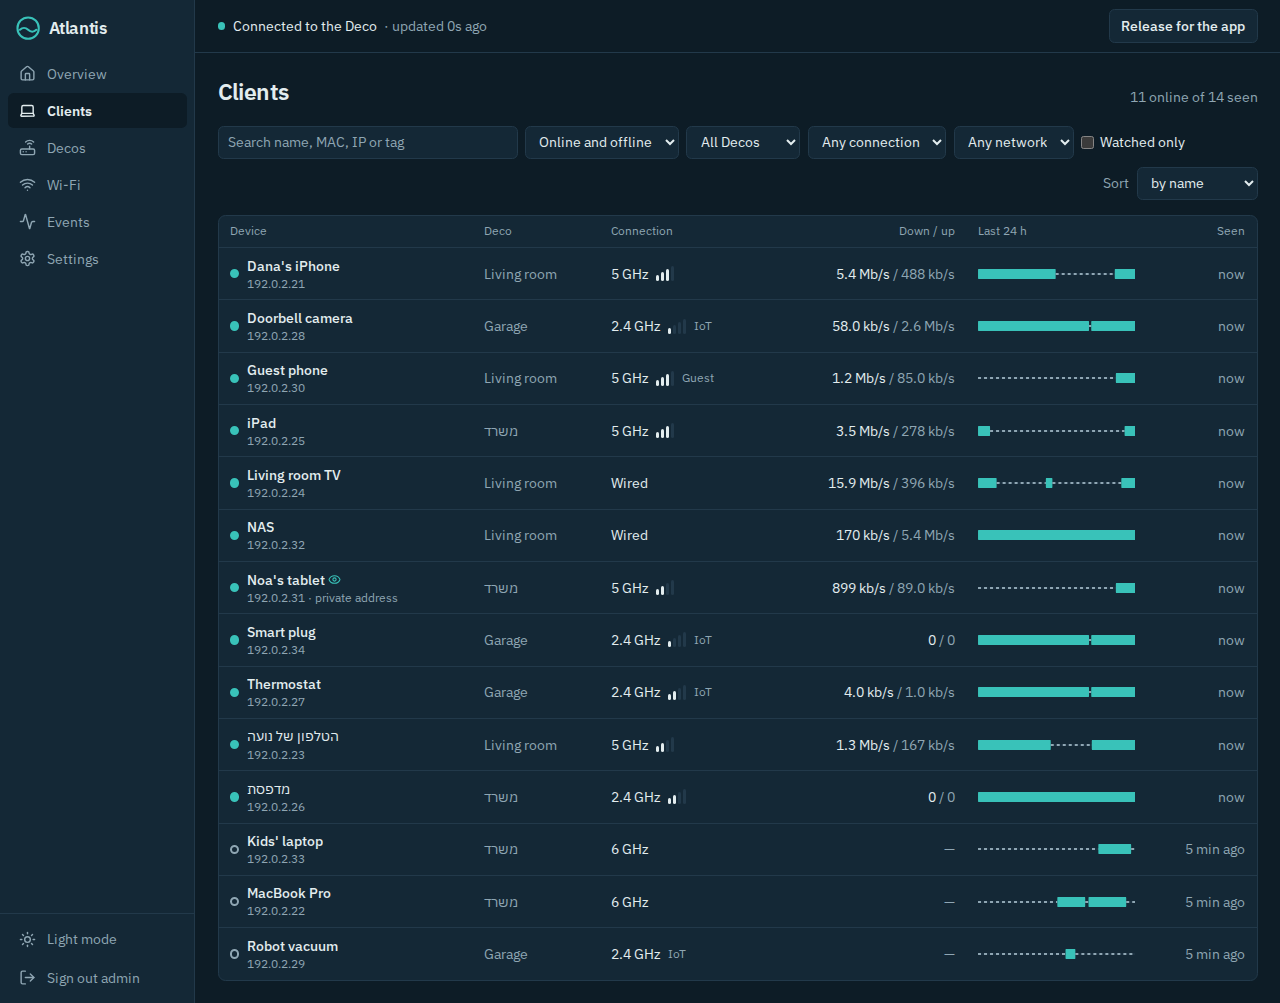 Atlantis
Overview
Clients
Decos
Wi-Fi
Events
Settings
Light mode
Sign out admin
Connected to the Deco · updated 0s ago
Release for the app
Clients
11 online of 14 seen
Search name, MAC, IP or tag
Online and offline
All Decos
Any connection
Any network
Watched only
Sort by name
Device Deco Connection Down / up Last 24 h Seen
Dana's iPhone
192.0.2.21
Living room 5 GHz 5.4 Mb/s / 488 kb/s now
Doorbell camera
192.0.2.28
Garage 2.4 GHz IoT 58.0 kb/s / 2.6 Mb/s now
Guest phone
192.0.2.30
Living room 5 GHz Guest 1.2 Mb/s / 85.0 kb/s now
iPad
192.0.2.25
משרד 5 GHz 3.5 Mb/s / 278 kb/s now
Living room TV
192.0.2.24
Living room Wired 15.9 Mb/s / 396 kb/s now
NAS
192.0.2.32
Living room Wired 170 kb/s / 5.4 Mb/s now
Noa's tablet
192.0.2.31 · private address
משרד 5 GHz 899 kb/s / 89.0 kb/s now
Smart plug
192.0.2.34
Garage 2.4 GHz IoT 0 / 0 now
Thermostat
192.0.2.27
Garage 2.4 GHz IoT 4.0 kb/s / 1.0 kb/s now
הטלפון של נועה
192.0.2.23
Living room 5 GHz 1.3 Mb/s / 167 kb/s now
מדפסת
192.0.2.26
משרד 2.4 GHz 0 / 0 now
Kids' laptop
192.0.2.33
משרד 6 GHz — 5 min ago
MacBook Pro
192.0.2.22
משרד 6 GHz — 5 min ago
Robot vacuum
192.0.2.29
Garage 2.4 GHz IoT — 5 min ago